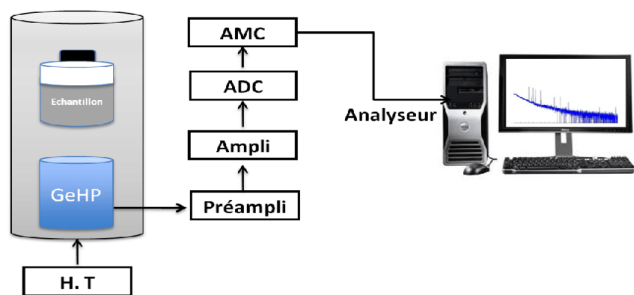 AMC
ADC
Echantillon
Analyseur
Ampli
GeHP
Préampli
H. T